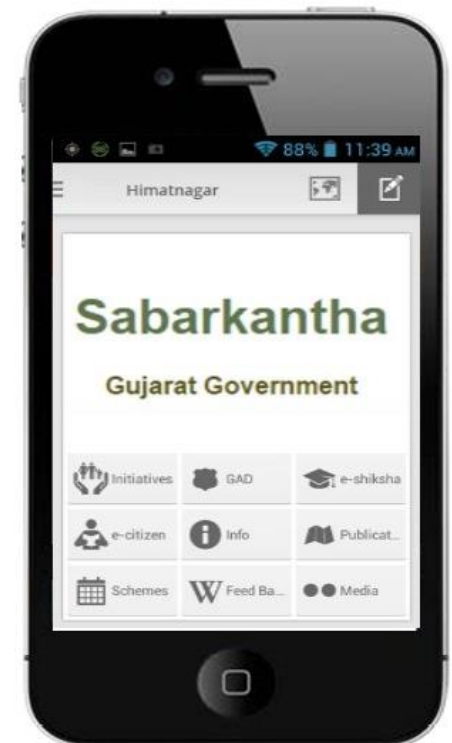 88% 11:39 AM
Himatnagar
Sabarkantha
Gujarat Government
Initiatives GAD e-shiksha
e-citizen Info Publicat...
Schemes W Feed Ba... Media